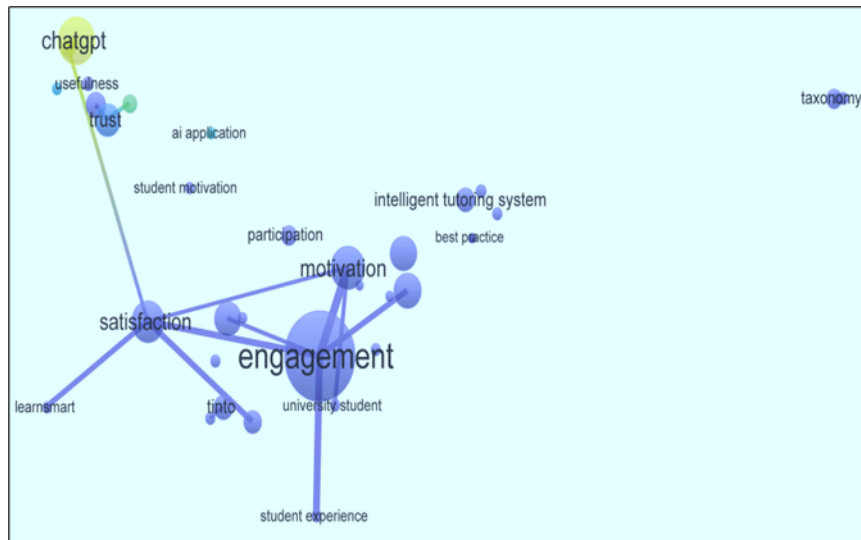 chatgpt
usefulness
taxonomy
trust
ai application
student motivation
intelligent tutoring system
participation
best practice
motivation
satisfaction
engagement
learnsmart
tinto
university student
student experience